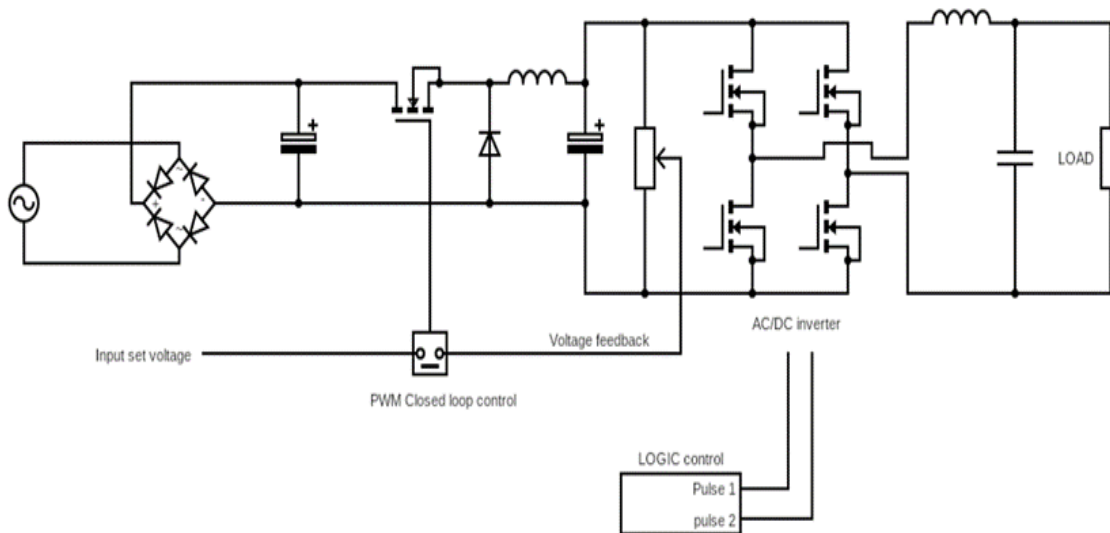 LOAD
AC/DC inverter
Voltage feedback
Input set voltage
PWM Closed loop control
LOGIC control
Pulse 1
pulse 2